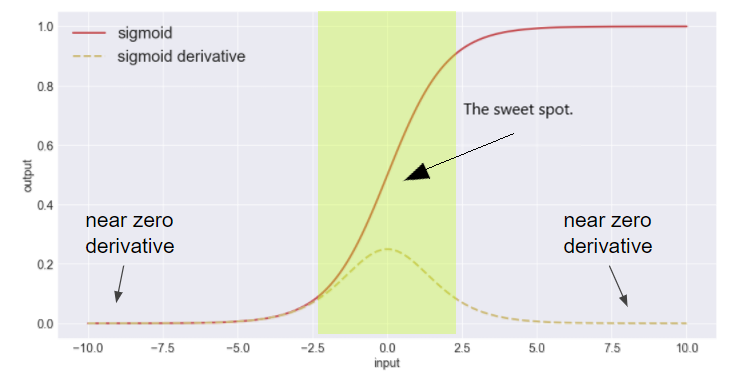 1.0
sigmoid
sigmoid derivative
0.8
The sweet spot.
0.6
output
0.4
near zero
derivative
near zero
derivative
0.2
0.0
−10.0 −7.5 −5.0 −2.5 0.0 2.5 5.0 7.5 10.0
input